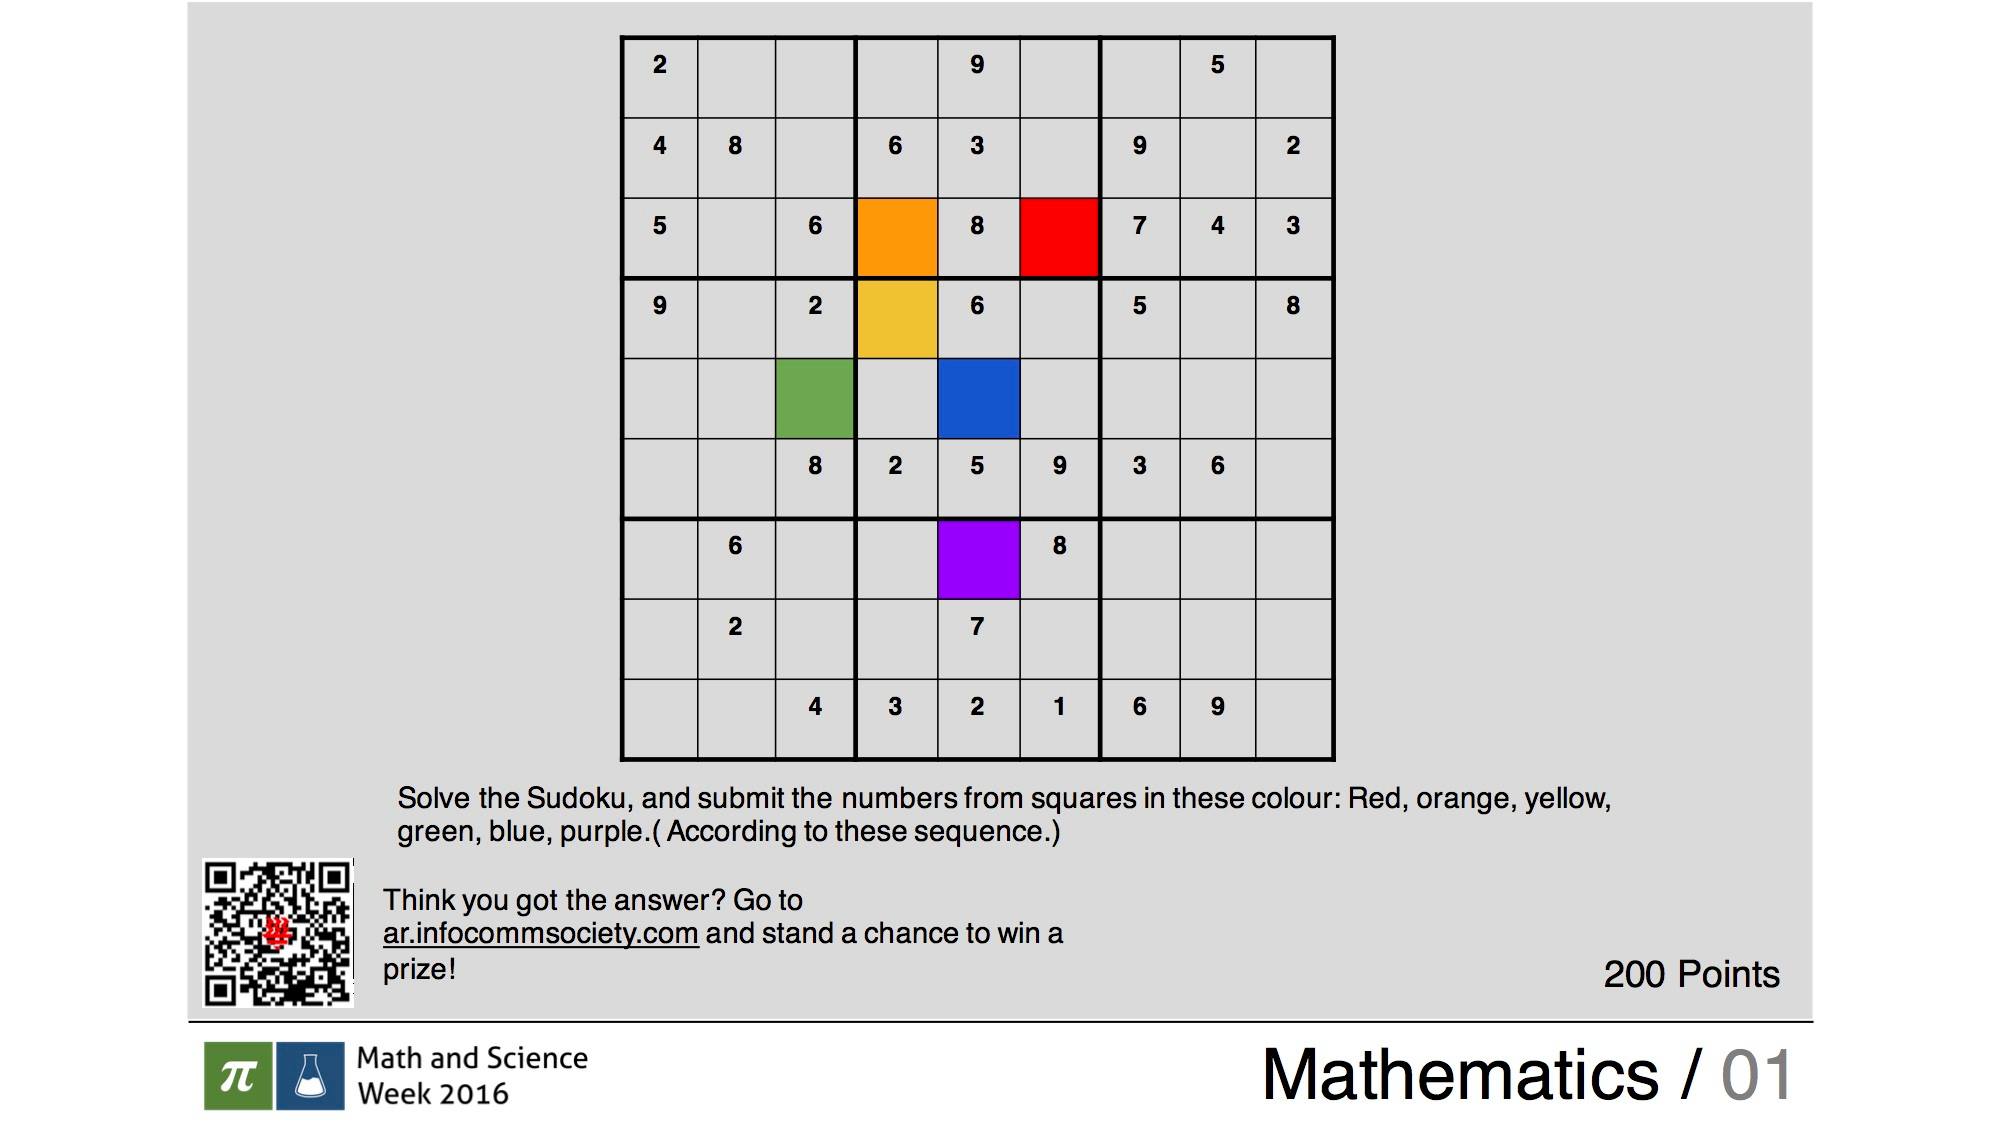 2 9 5
4 8 6 3 9 2
5 6 8 7 4 3
9 2 6 5 8
8 2 5 9 3 6
6 8
2 7
4 3 2 1 6 9
Solve the Sudoku, and submit the numbers from squares in these colour: Red, orange, yellow,
green, blue, purple.( According to these sequence.)
Think you got the answer? Go to
ar.infocommsociety.com and stand a chance to win a
prize!
200 Points
π Math and Science
Week 2016
Mathematics / 01